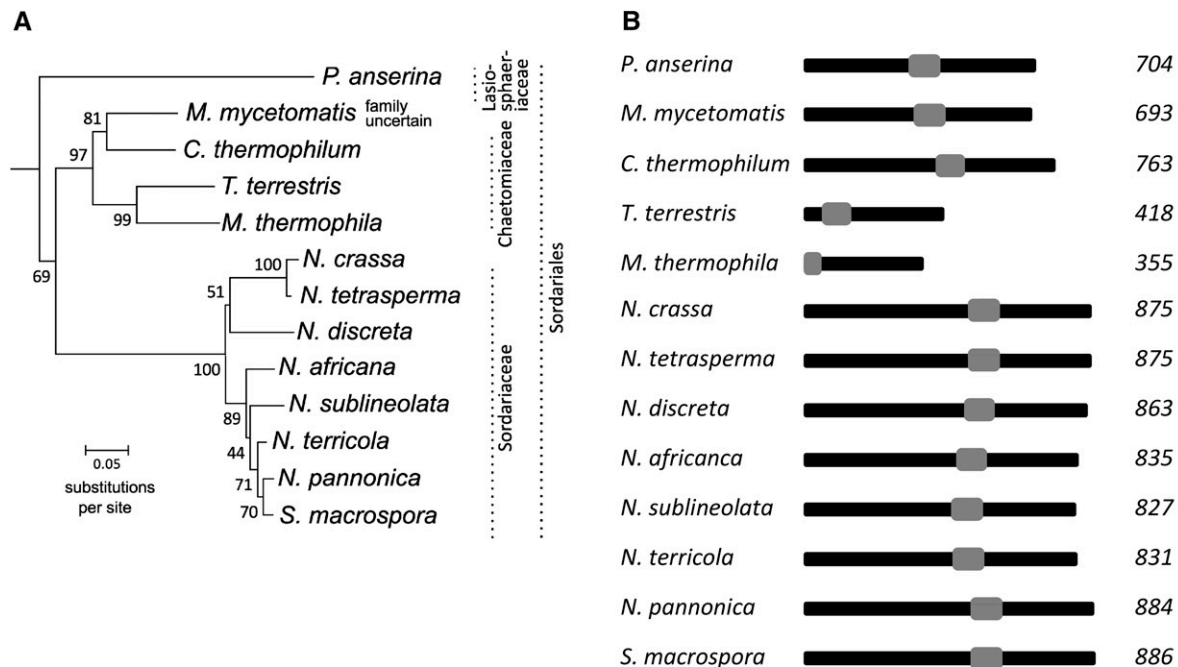 A
P. anserina
M. mycetomatis family uncertain
C. thermophilum
T. terrestris
M. thermophila
N. crassa
N. tetrasperma
N. discreta
N. africana
N. sublineolata
N. terricola
N. pannonica
S. macrospora
81
97
99
69
100
51
100
89
44
71
70
0.05
substitutions
per site
Lasio-
sphaer-
iaceae
Chaetomiaceae
Sordariaceae
Sordariales
B
P. anserina 704
M. mycetomatis 693
C. thermophilum 763
T. terrestris 418
M. thermophila 355
N. crassa 875
N. tetrasperma 875
N. discreta 863
N. africanca 835
N. sublineolata 827
N. terricola 831
N. pannonica 884
S. macrospora 886